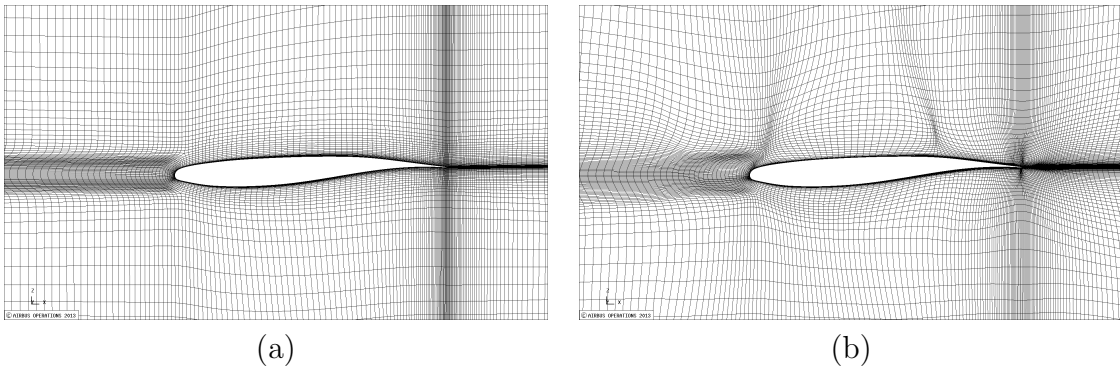 z
x
© AIRBUS OPERATIONS 2013
(a)
z
x
© AIRBUS OPERATIONS 2013
(b)